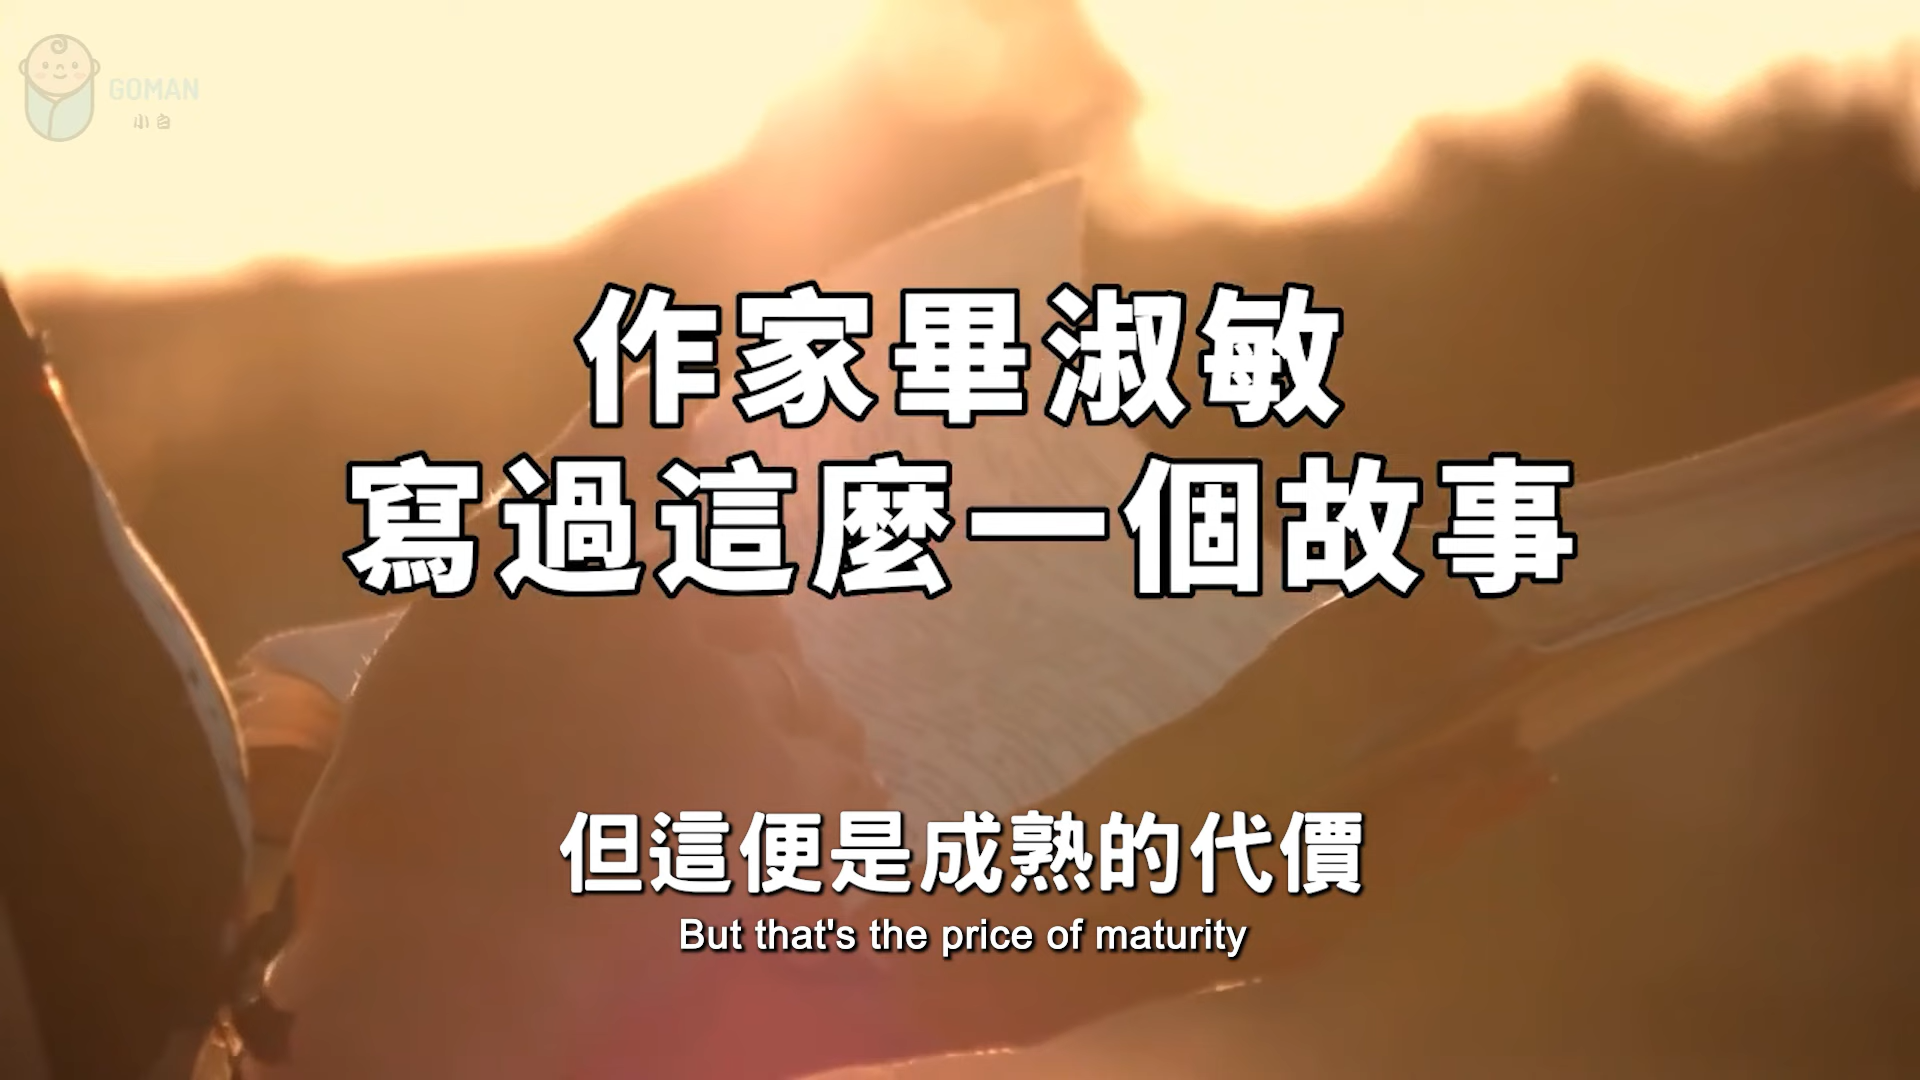 GOMAN
小白
作家畢淑敏
寫過這麼一個故事
但這便是成熟的代價
But that's the price of maturity